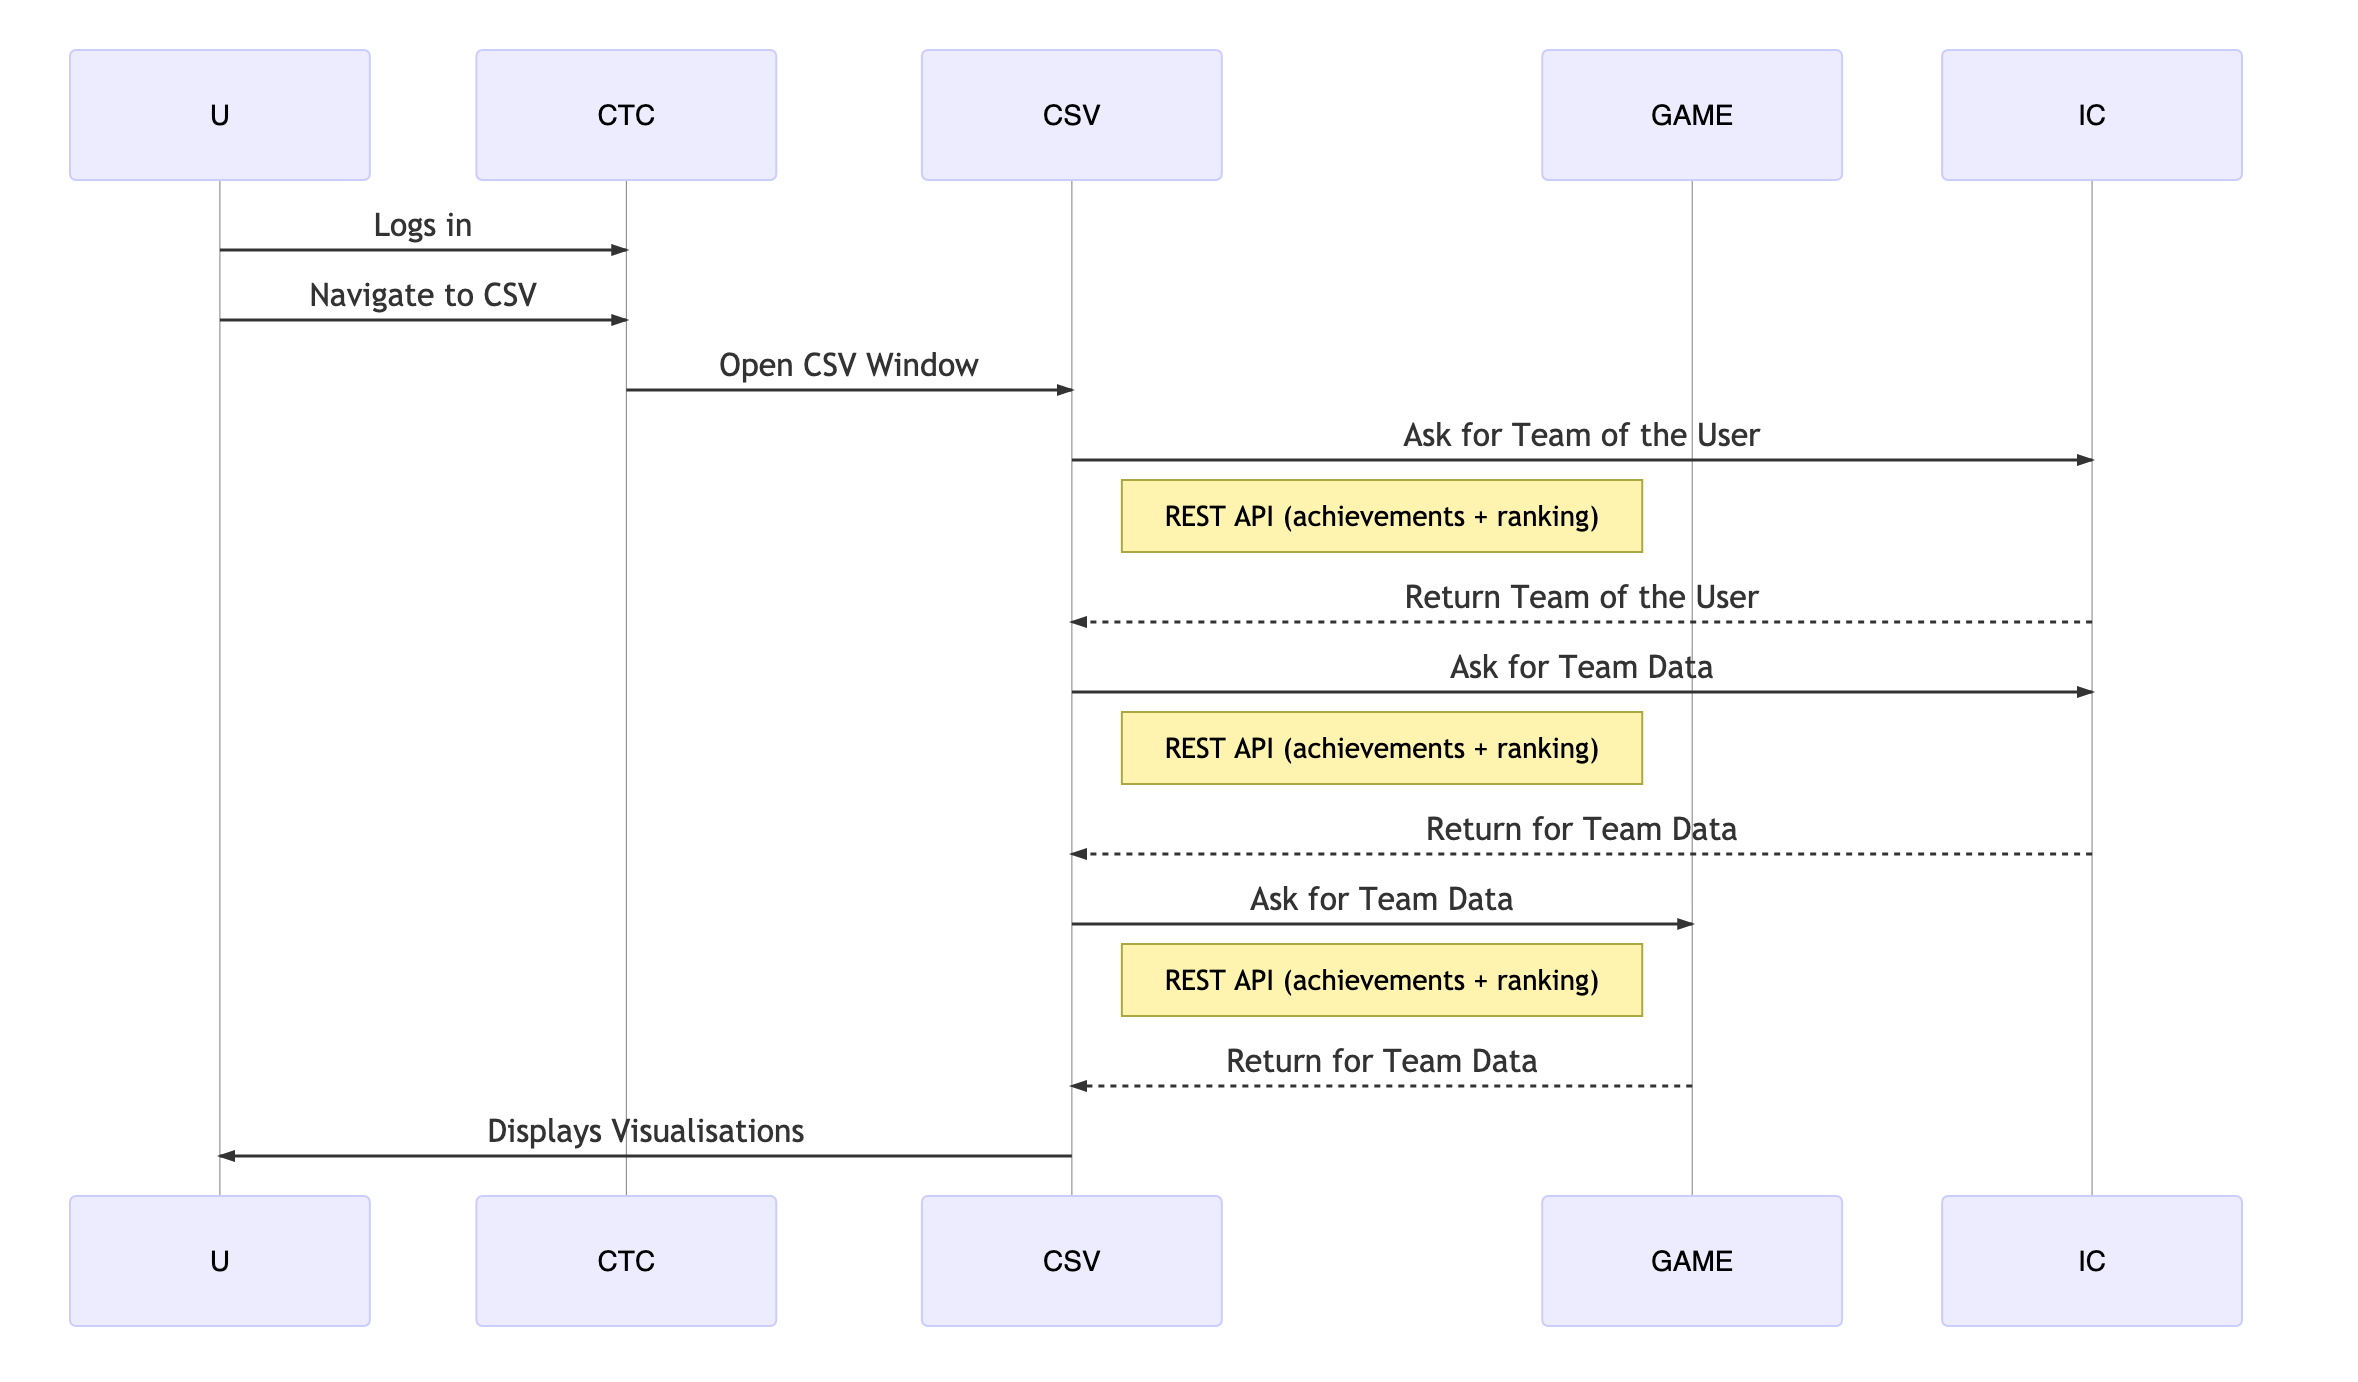 U
CTC
CSV
GAME
IC
Logs in
Navigate to CSV
Open CSV Window
Ask for Team of the User
REST API (achievements + ranking)
Return Team of the User
Ask for Team Data
REST API (achievements + ranking)
Return for Team Data
Ask for Team Data
REST API (achievements + ranking)
Return for Team Data
Displays Visualisations
U
CTC
CSV
GAME
IC